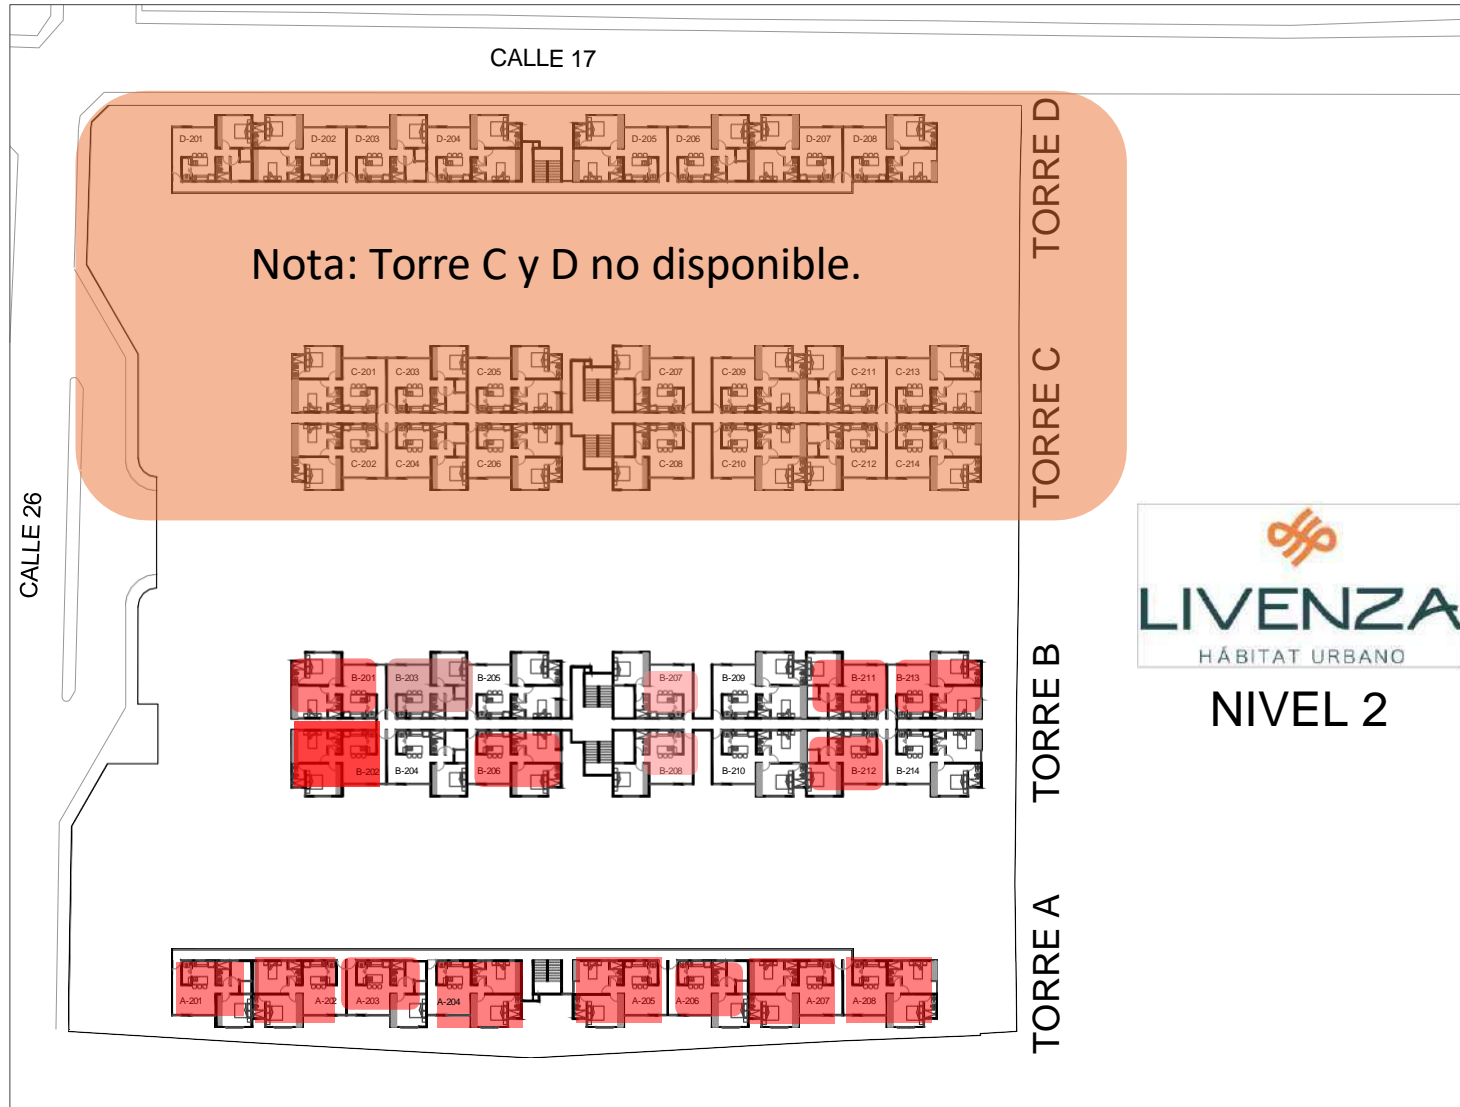 CALLE 17
D-201
D-202
D-203
D-204
D-205
D-206
D-207
D-208
TORRE D
Nota: Torre C y D no disponible.
C-201
C-203
C-205
C-207
C-209
C-211
C-213
C-202
C-204
C-206
C-208
C-210
C-212
C-214
TORRE C
CALLE 26
LIVENZA
HÁBITAT URBANO
NIVEL 2
B-201
B-203
B-205
B-207
B-209
B-211
B-213
B-202
B-204
B-206
B-208
B-210
B-212
B-214
TORRE B
A-201
A-202
A-203
A-204
A-205
A-206
A-207
A-208
TORRE A